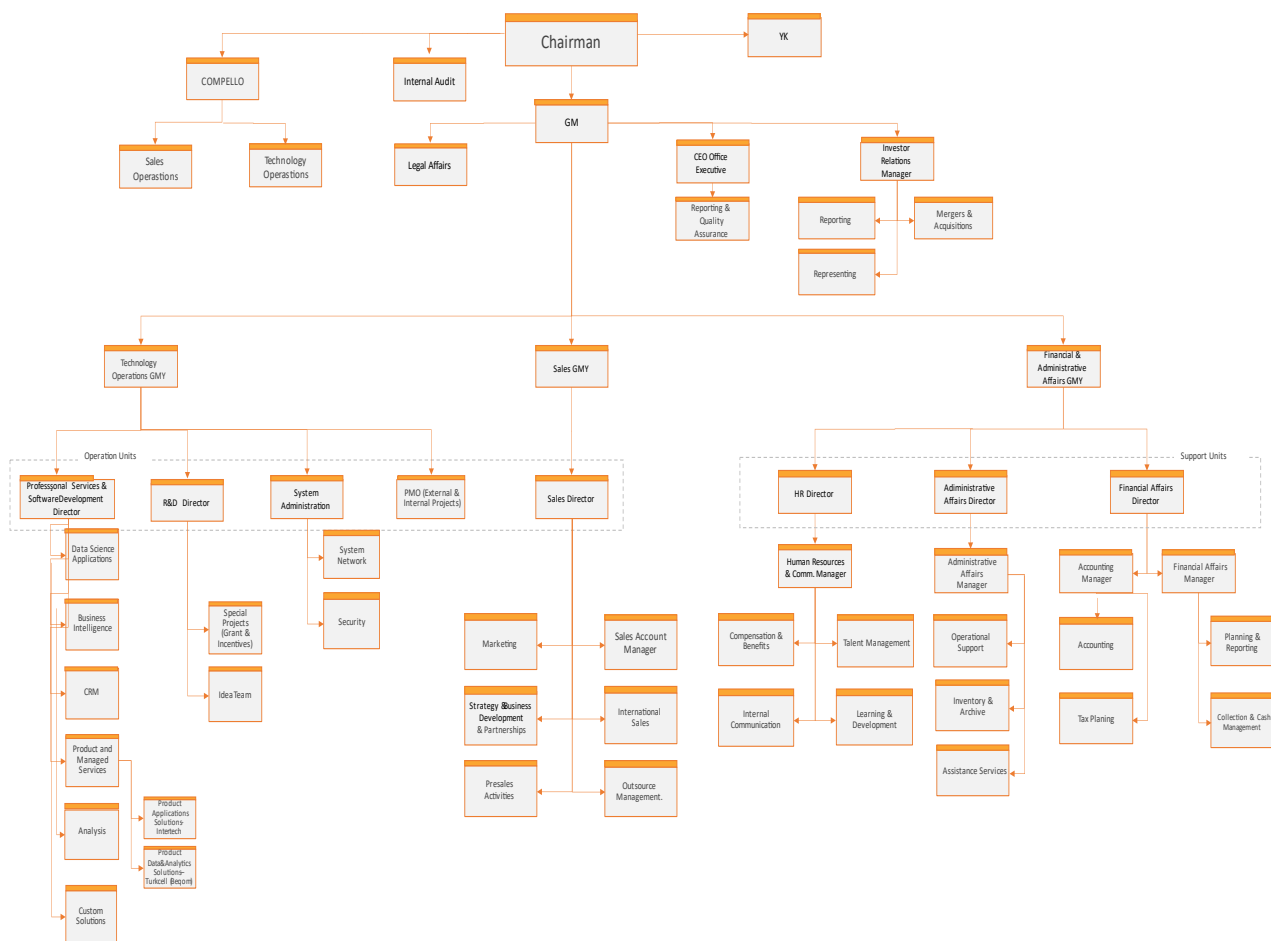 Chairman
YK
COMPELLO
Internal Audit
GM
Sales
Operastions
Technology
Operastions
Legal Affairs
CEO Office
Executive
Investor
Relations
Manager
Reporting &
Quality
Assurance
Reporting
Mergers &
Acquisitions
Representing
Technology
Operations GMY
Sales GMY
Financial &
Administrative
Affairs GMY
Operation Units
Support Units
Professşonal Services &
SoftwareDevelopment
Director
R&D Director
System
Administration
PMO (External &
Internal Projects)
Sales Director
HR Director
Administrative
Affairs Director
Financial Affairs
Director
Data Science
Applications
System
Network
Human Resources
& Comm. Manager
Administrative
Affairs
Manager
Accounting
Manager
Financial Affairs
Manager
Business
Intelligence
Special
Projects
(Grant &
Incentives)
Security
Marketing
Sales Account
Manager
Compensation &
Benefits
Talent Management
Operational
Support
Accounting
Planning &
Reporting
CRM
Idea Team
Strategy &Business
Development
& Partnerships
International
Sales
Internal
Communication
Learning &
Development
Inventory &
Archive
Tax Planing
Collection & Cash
Management
Product and
Managed
Services
Presales
Activities
Outsource
Management.
Assistance Services
Analysis
Product
Applications
Solutions-
Intertech
Product
Data&Analytics
Solutions–
Turkcell (Beqom)
Custom
Solutions